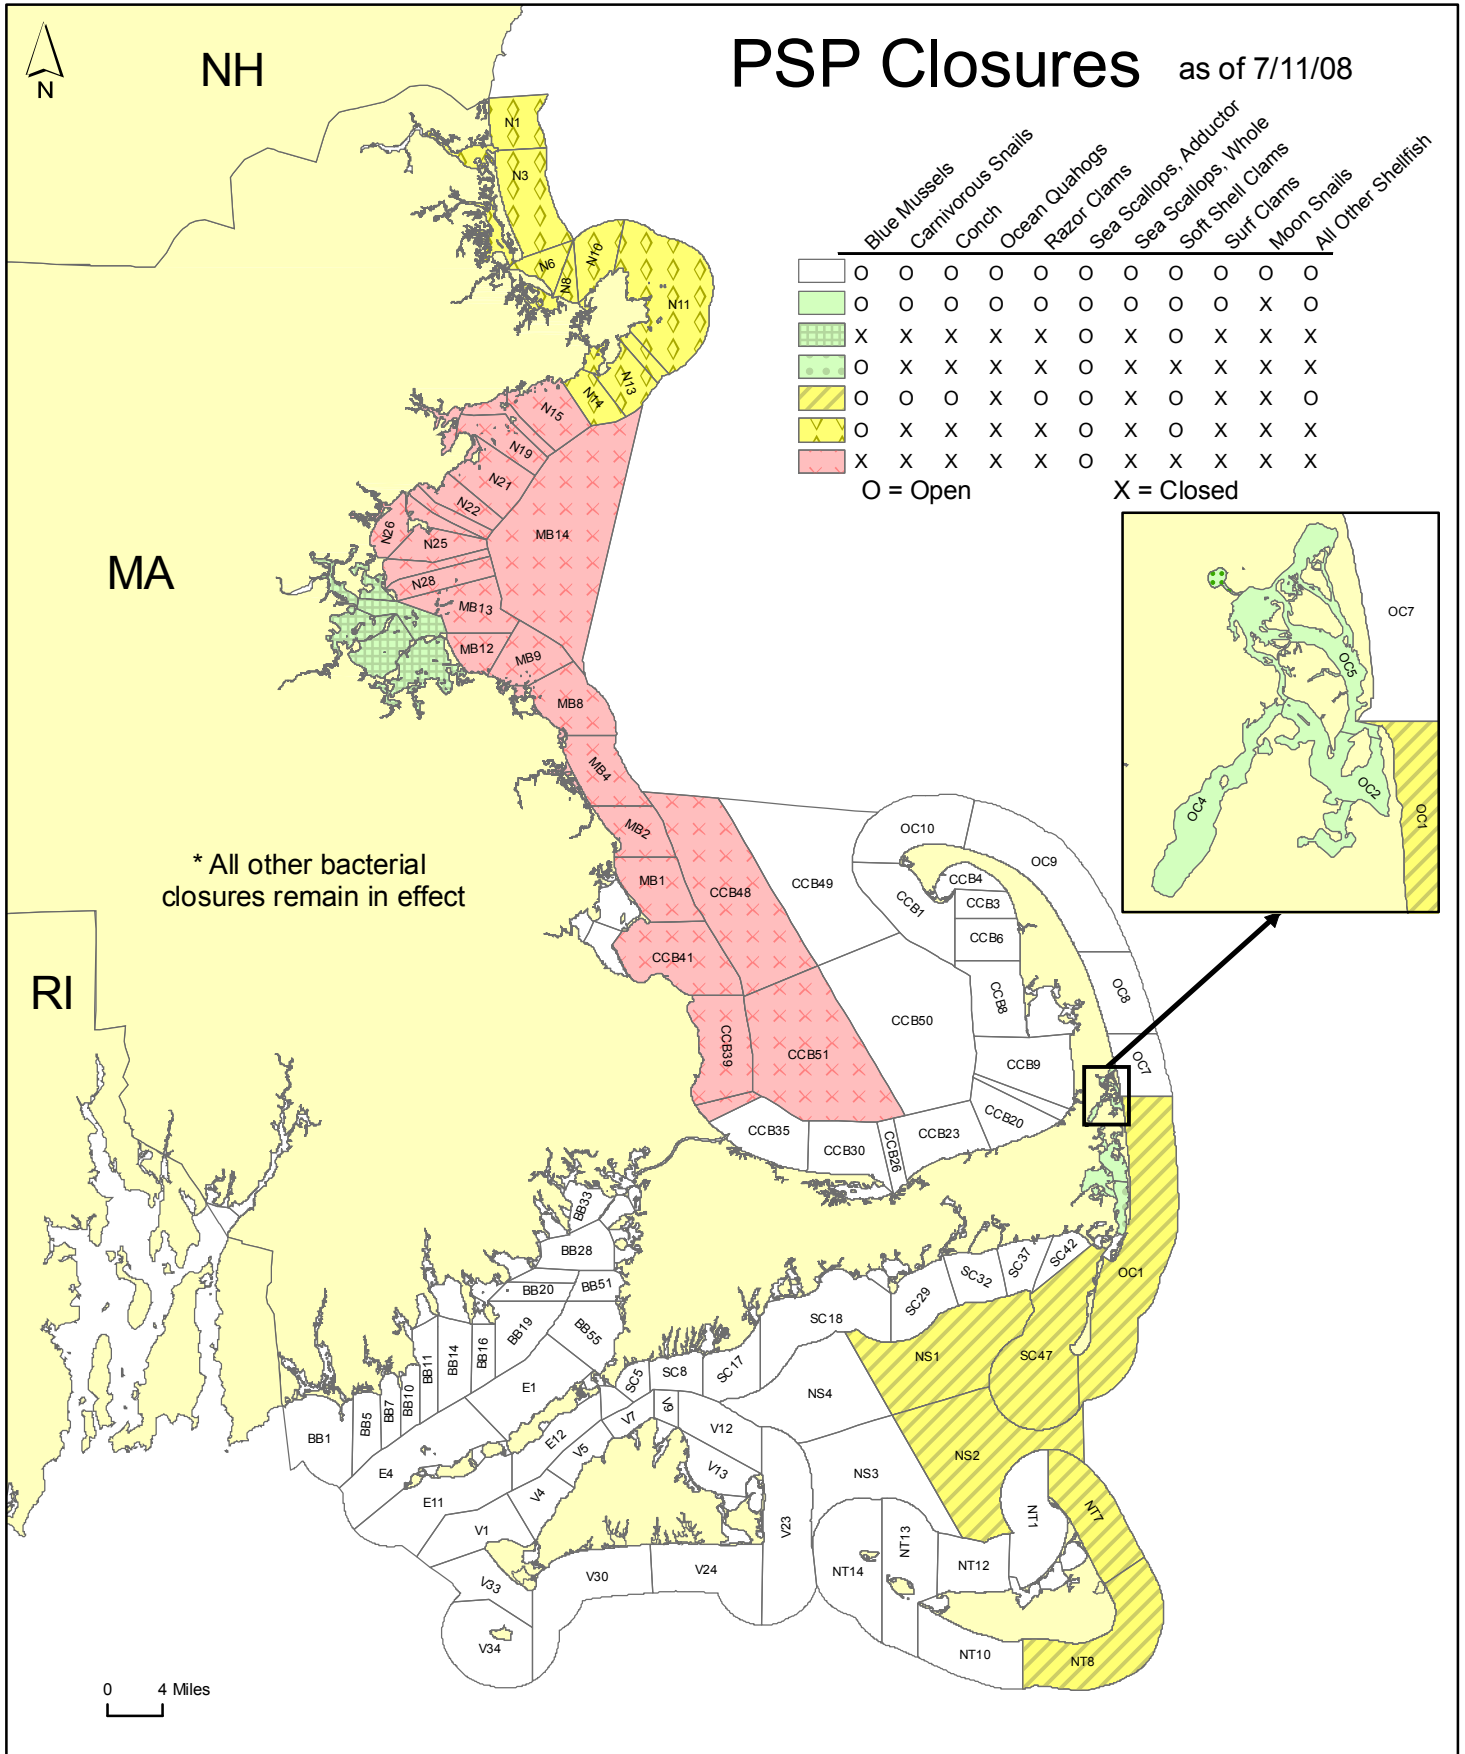 NH
PSP Closures as of 7/11/08
N
Blue Mussels
Carnivorous Snails
Conch
Ocean Quahogs
Razor Clams
Sea Scallops, Adductor
Sea Scallops, Whole
Soft Shell Clams
Surf Clams
Moon Snails
All Other Shellfish
O O O O O O O O O O O
O O O O O O O O O X O
X X X X X O X O X X X
O X X X X O X X X X X
O O O X O O X O X X O
O X X X X O X O X X X
X X X X X O X X X X X
O = Open X = Closed
N1
N3
N6
N8
N10
N11
N13
N14
N15
N19
N21
N22
N26
N25
N28
MB14
MB13
MB12
MB9
MB8
MB4
MB2
MB1
MA
* All other bacterial
closures remain in effect
RI
OC7
OC5
OC4
OC2
OC1
OC10
OC9
CCB4
CCB3
CCB1
CCB6
CCB8
CCB49
CCB48
CCB41
CCB50
CCB39
CCB51
CCB9
CCB20
CCB23
CCB26
CCB30
CCB35
OC8
OC7
OC1
BB33
BB28
BB20
BB51
BB19
BB55
BB16
BB14
BB11
BB10
BB7
BB5
BB1
E1
E4
E11
E12
SC5
SC8
SC17
SC18
SC29
SC32
SC37
SC42
SC47
NS1
NS2
NS3
NS4
V7
V9
V12
V13
V5
V4
V1
V33
V34
V30
V24
V23
NT14
NT13
NT12
NT1
NT7
NT10
NT8
0 4 Miles